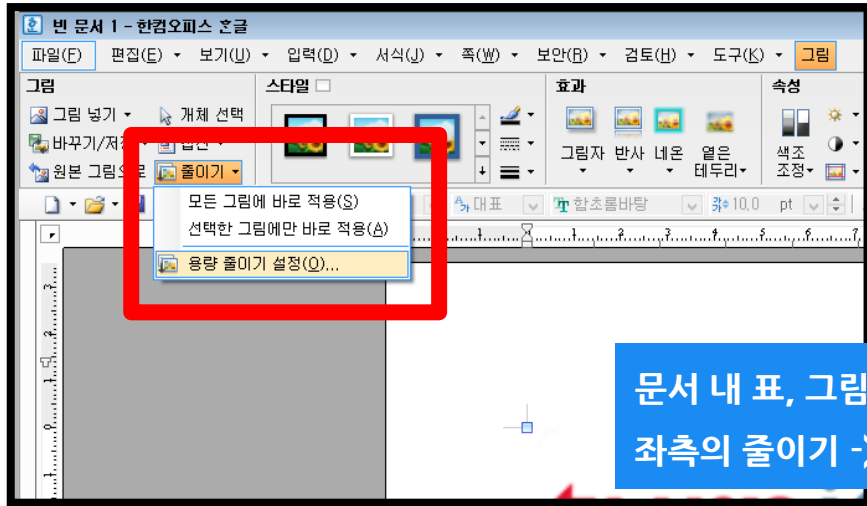 빈 문서 1 - 한컴오피스 한글
파일(F) 편집(E) 보기(U) 입력(D) 서식(J) 쪽(W) 보안(R) 검토(H) 도구(K) 그림
그림 스타일 효과 속성
그림 넣기 개체 선택
바꾸기/저장
원본 그림으로 줄이기
그림자 반사 네온 옅은 테두리 색조 조정
모든 그림에 바로 적용(S)
선택한 그림에만 바로 적용(A)
용량 줄이기 설정(O)...
대표 함초롬바탕 10.0 pt
문서 내 표, 그림
좌측의 줄이기 -